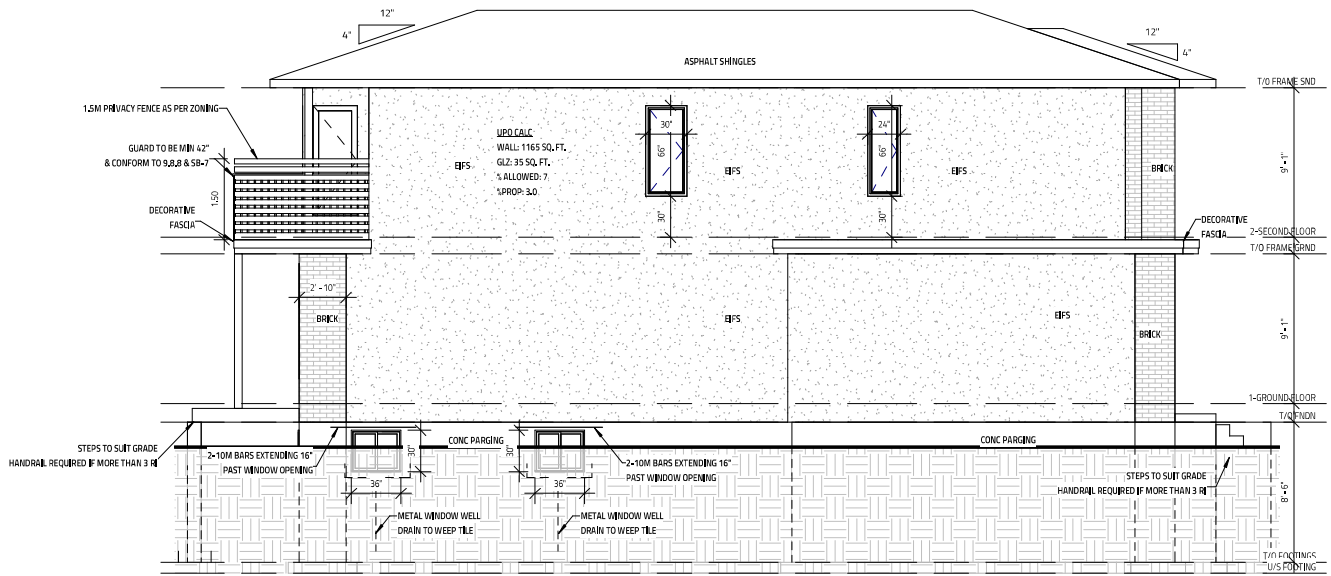 12"
4"
12"
4"
ASPHALT SHINGLES
T/O FRAME SND
1.5M PRIVACY FENCE AS PER ZONING
GUARD TO BE MIN 42"
& CONFORM TO 9.8.8 & SB-7
1.50
DECORATIVE
FASCIA
EIFS
UPO CALC
WALL: 1165 SQ. FT.
GLZ: 35 SQ. FT.
% ALLOWED: 7
%PROP: 3.0
30"
66"
30"
EIFS
24"
66"
30"
EIFS
BRICK
9'-1"
DECORATIVE
FASCIA
2-SECOND FLOOR
T/O FRAME GRND
2' - 10"
BRICK
EIFS
EIFS
BRICK
9'-1"
1-GROUND FLOOR
T/O FNDN
STEPS TO SUIT GRADE
HANDRAIL REQUIRED IF MORE THAN 3 RI
2-10M BARS EXTENDING 16"
PAST WINDOW OPENING
30"
36"
CONC PARGING
30"
36"
2-10M BARS EXTENDING 16"
PAST WINDOW OPENING
CONC PARGING
STEPS TO SUIT GRADE
HANDRAIL REQUIRED IF MORE THAN 3 RI
8'-6"
METAL WINDOW WELL
DRAIN TO WEEP TILE
METAL WINDOW WELL
DRAIN TO WEEP TILE
T/O FOOTINGS
U/S FOOTING